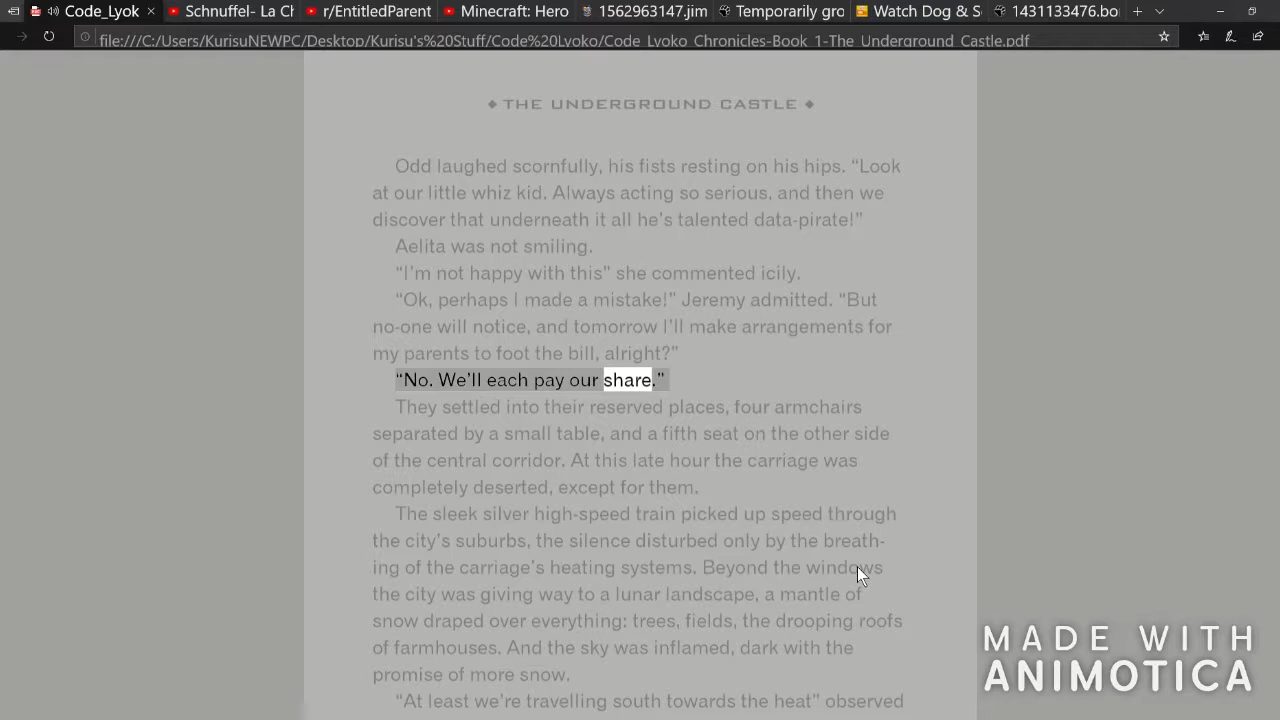 Code_Lyok
Schnuffel- La Ch
r/EntitledParent
Minecraft: Hero
1562963147.jim
Temporarily gro
Watch Dog & S
1431133476.bo
file:///C:/Users/KurisuNEWPC/Desktop/Kurisu's%20Stuff/Code%20Lyoko/Code_Lyoko_Chronicles-Book_1-The_Underground_Castle.pdf
◆ THE UNDERGROUND CASTLE ◆
Odd laughed scornfully, his fists resting on his hips. “Look
at our little whiz kid. Always acting so serious, and then we
discover that underneath it all he’s talented data-pirate!”
Aelita was not smiling.
“I’m not happy with this” she commented icily.
“Ok, perhaps I made a mistake!” Jeremy admitted. “But
no-one will notice, and tomorrow I’ll make arrangements for
my parents to foot the bill, alright?”
“No. We’ll each pay our share.”
They settled into their reserved places, four armchairs
separated by a small table, and a fifth seat on the other side
of the central corridor. At this late hour the carriage was
completely deserted, except for them.
The sleek silver high-speed train picked up speed through
the city’s suburbs, the silence disturbed only by the breath-
ing of the carriage’s heating systems. Beyond the windows
the city was giving way to a lunar landscape, a mantle of
snow draped over everything: trees, fields, the drooping roofs
of farmhouses. And the sky was inflamed, dark with the
promise of more snow.
“At least we’re travelling south towards the heat” observed
MADE WITH
ANIMOTICA